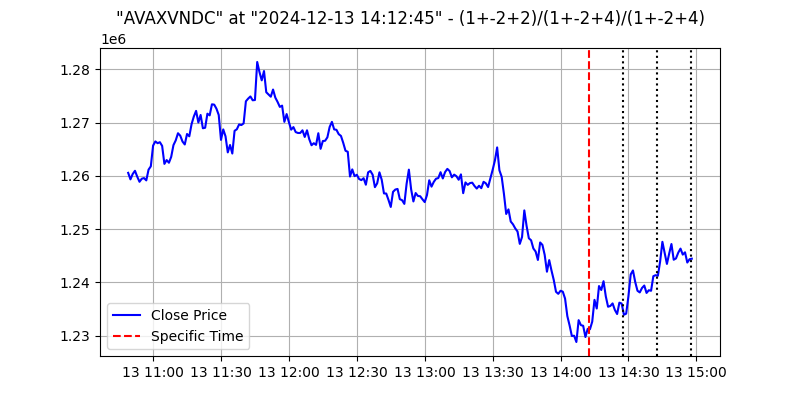 "AVAXVNDC" at "2024-12-13 14:12:45" - (1+-2+2)/(1+-2+4)/(1+-2+4)
1e6
1.28
1.27
1.26
1.25
1.24
1.23
Close Price
Specific Time
13 11:00 13 11:30 13 12:00 13 12:30 13 13:00 13 13:30 13 14:00 13 14:30 13 15:00